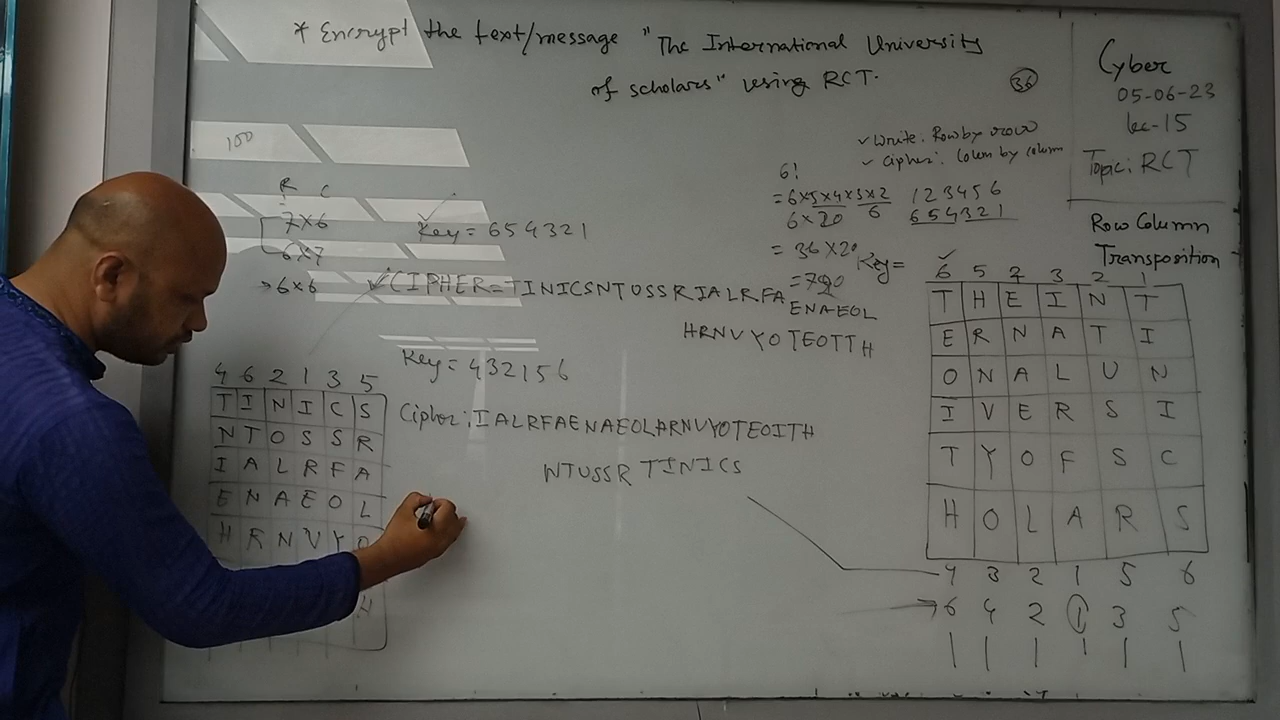 * Encrypt the text/message "The International University
of scholars" using RCT.
36
Cyber
05-06-23
lec-15
Topic: RCT
Row Column
Transposition
✓ Write: Row by row
✓ Cipher: Colum by column
100
R C
7×6
6×7
→ 6×6
✓
Key = 654321
✓CIPHER = TINICSNTOSSRIALRFA
ENAEOL
HRNVYOTEOTTH
6!
= 6×5×4×3×2
6×20 6
= 36×20
= 720
1 2 3 4 5 6
6 5 4 3 2 1
Key = 6 5 4 3 2 1
T H E I N T
E R N A T I
O N A L U N
I V E R S I
T Y O F S C
H O L A R S
4 3 2 1 5 6
→ 6 4 2 1 3 5
Key = 432156
Cipher: IALRFAENAEOLHRNVYOTEOITH
NTUSSR TINICS
4 6 2 1 3 5
T I N I C S
N T O S S R
I A L R F A
E N A E O L
H R N V Y O
H